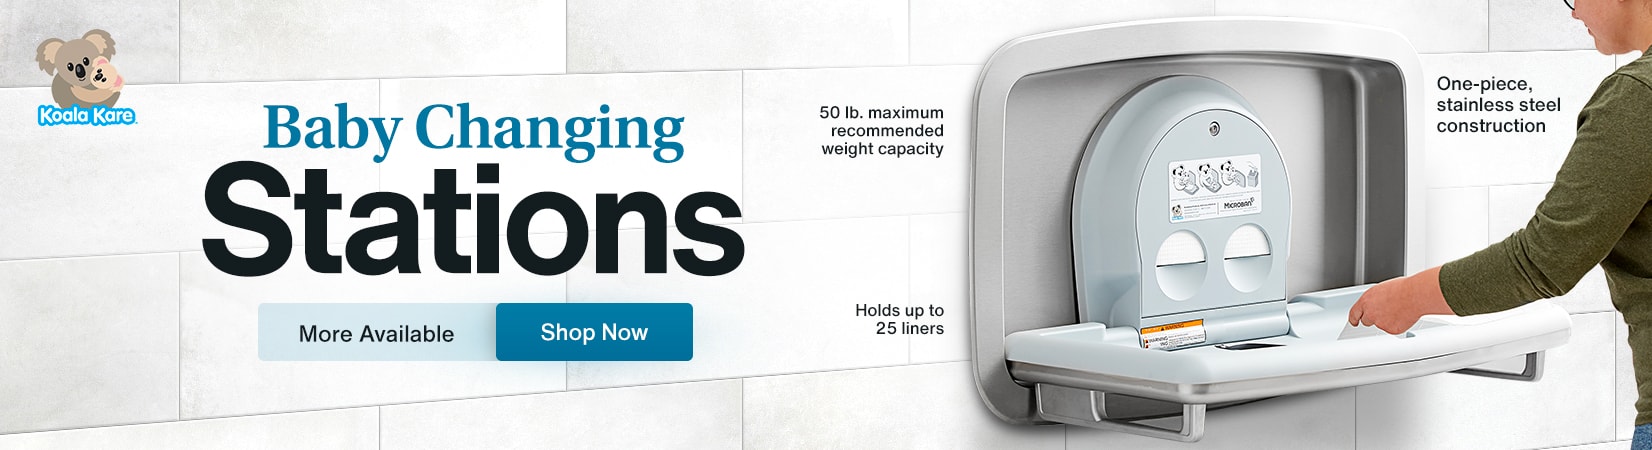 Koala Kare
Baby Changing
Stations
More Available
Shop Now
50 lb. maximum
recommended
weight capacity
Holds up to
25 liners
One-piece,
stainless steel
construction
MICROBAN
WARNING
WARNING